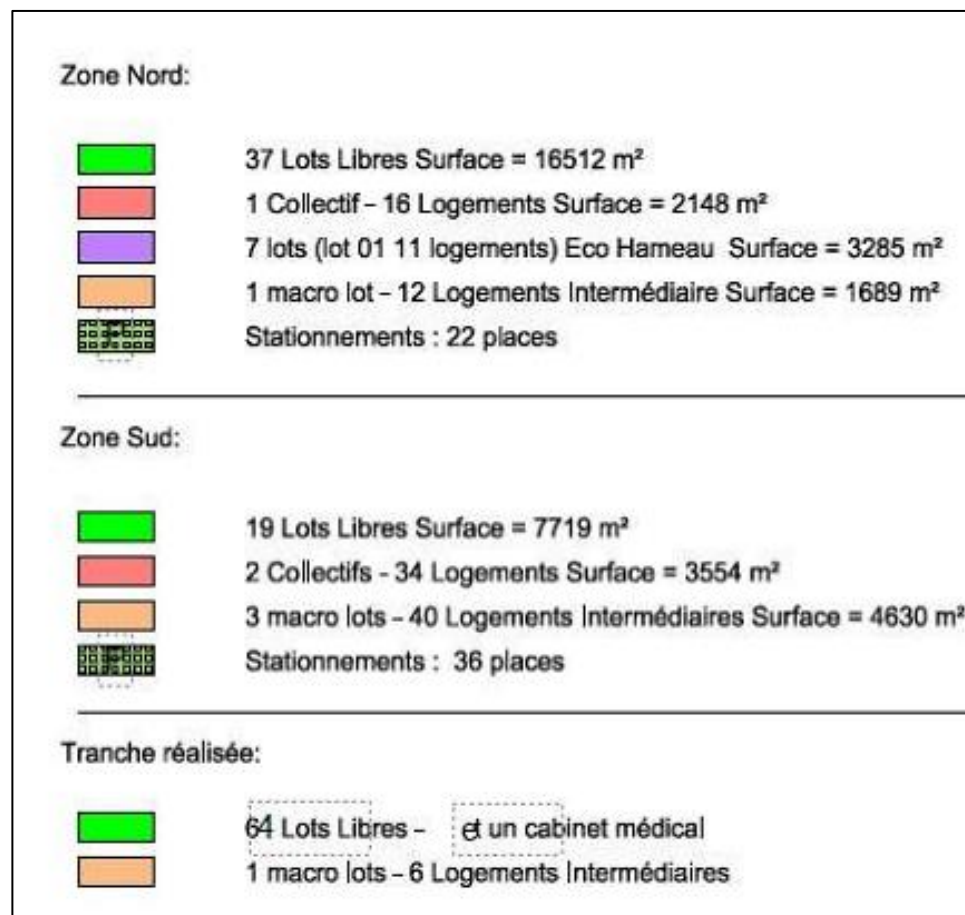 Zone Nord:
37 Lots Libres Surface = 16512 m²
1 Collectif – 16 Logements Surface = 2148 m²
7 lots (lot 01 11 logements) Eco Hameau Surface = 3285 m²
1 macro lot – 12 Logements Intermédiaire Surface = 1689 m²
Stationnements : 22 places
Zone Sud:
19 Lots Libres Surface = 7719 m²
2 Collectifs - 34 Logements Surface = 3554 m²
3 macro lots – 40 Logements Intermédiaires Surface = 4630 m²
Stationnements : 36 places
Tranche réalisée:
64 Lots Libres – et un cabinet médical
1 macro lots – 6 Logements Intermédiaires